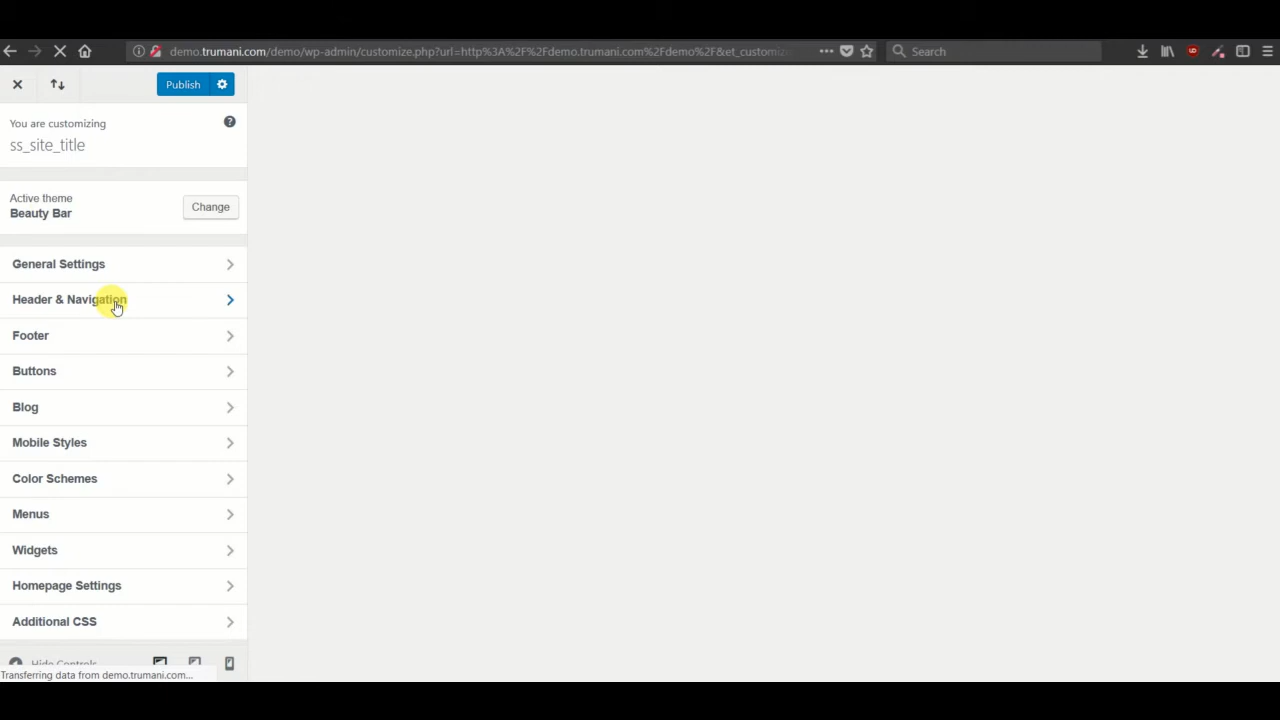 demo.trumani.com/demo/wp-admin/customize.php?url=http%3A%2F%2Fdemo.trumani.com%2Fdemo%2F&et_customiz
Search
Publish
You are customizing
ss_site_title
Active theme
Beauty Bar
Change
General Settings
Header & Navigation
Footer
Buttons
Blog
Mobile Styles
Color Schemes
Menus
Widgets
Homepage Settings
Additional CSS
Hide Controls
Transferring data from demo.trumani.com...